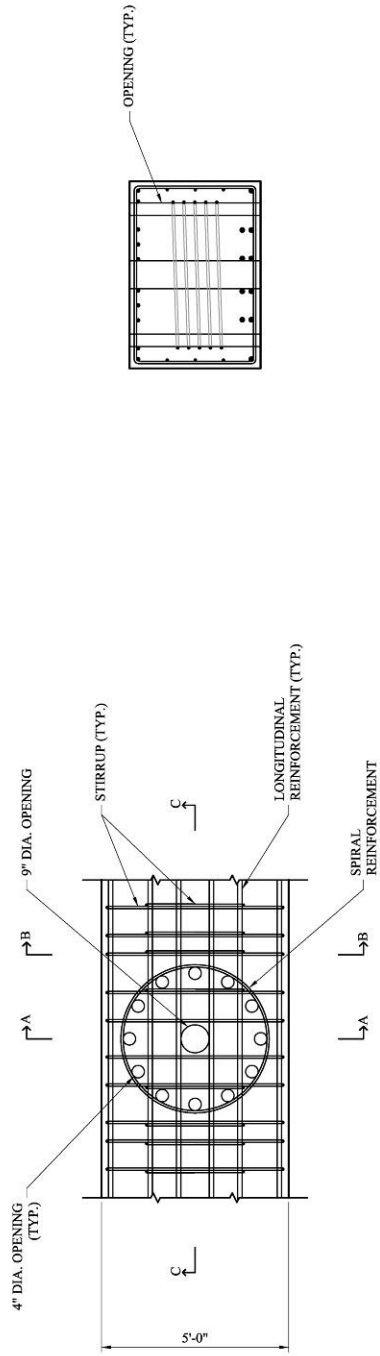 4" DIA. OPENING
(TYP.)
9" DIA. OPENING
STIRRUP (TYP.)
A
B
C
C
A
B
5'-0"
LONGITUDINAL
REINFORCEMENT (TYP.)
SPIRAL
REINFORCEMENT
OPENING (TYP.)